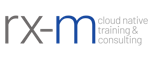 rx-m cloud native
training &
consulting